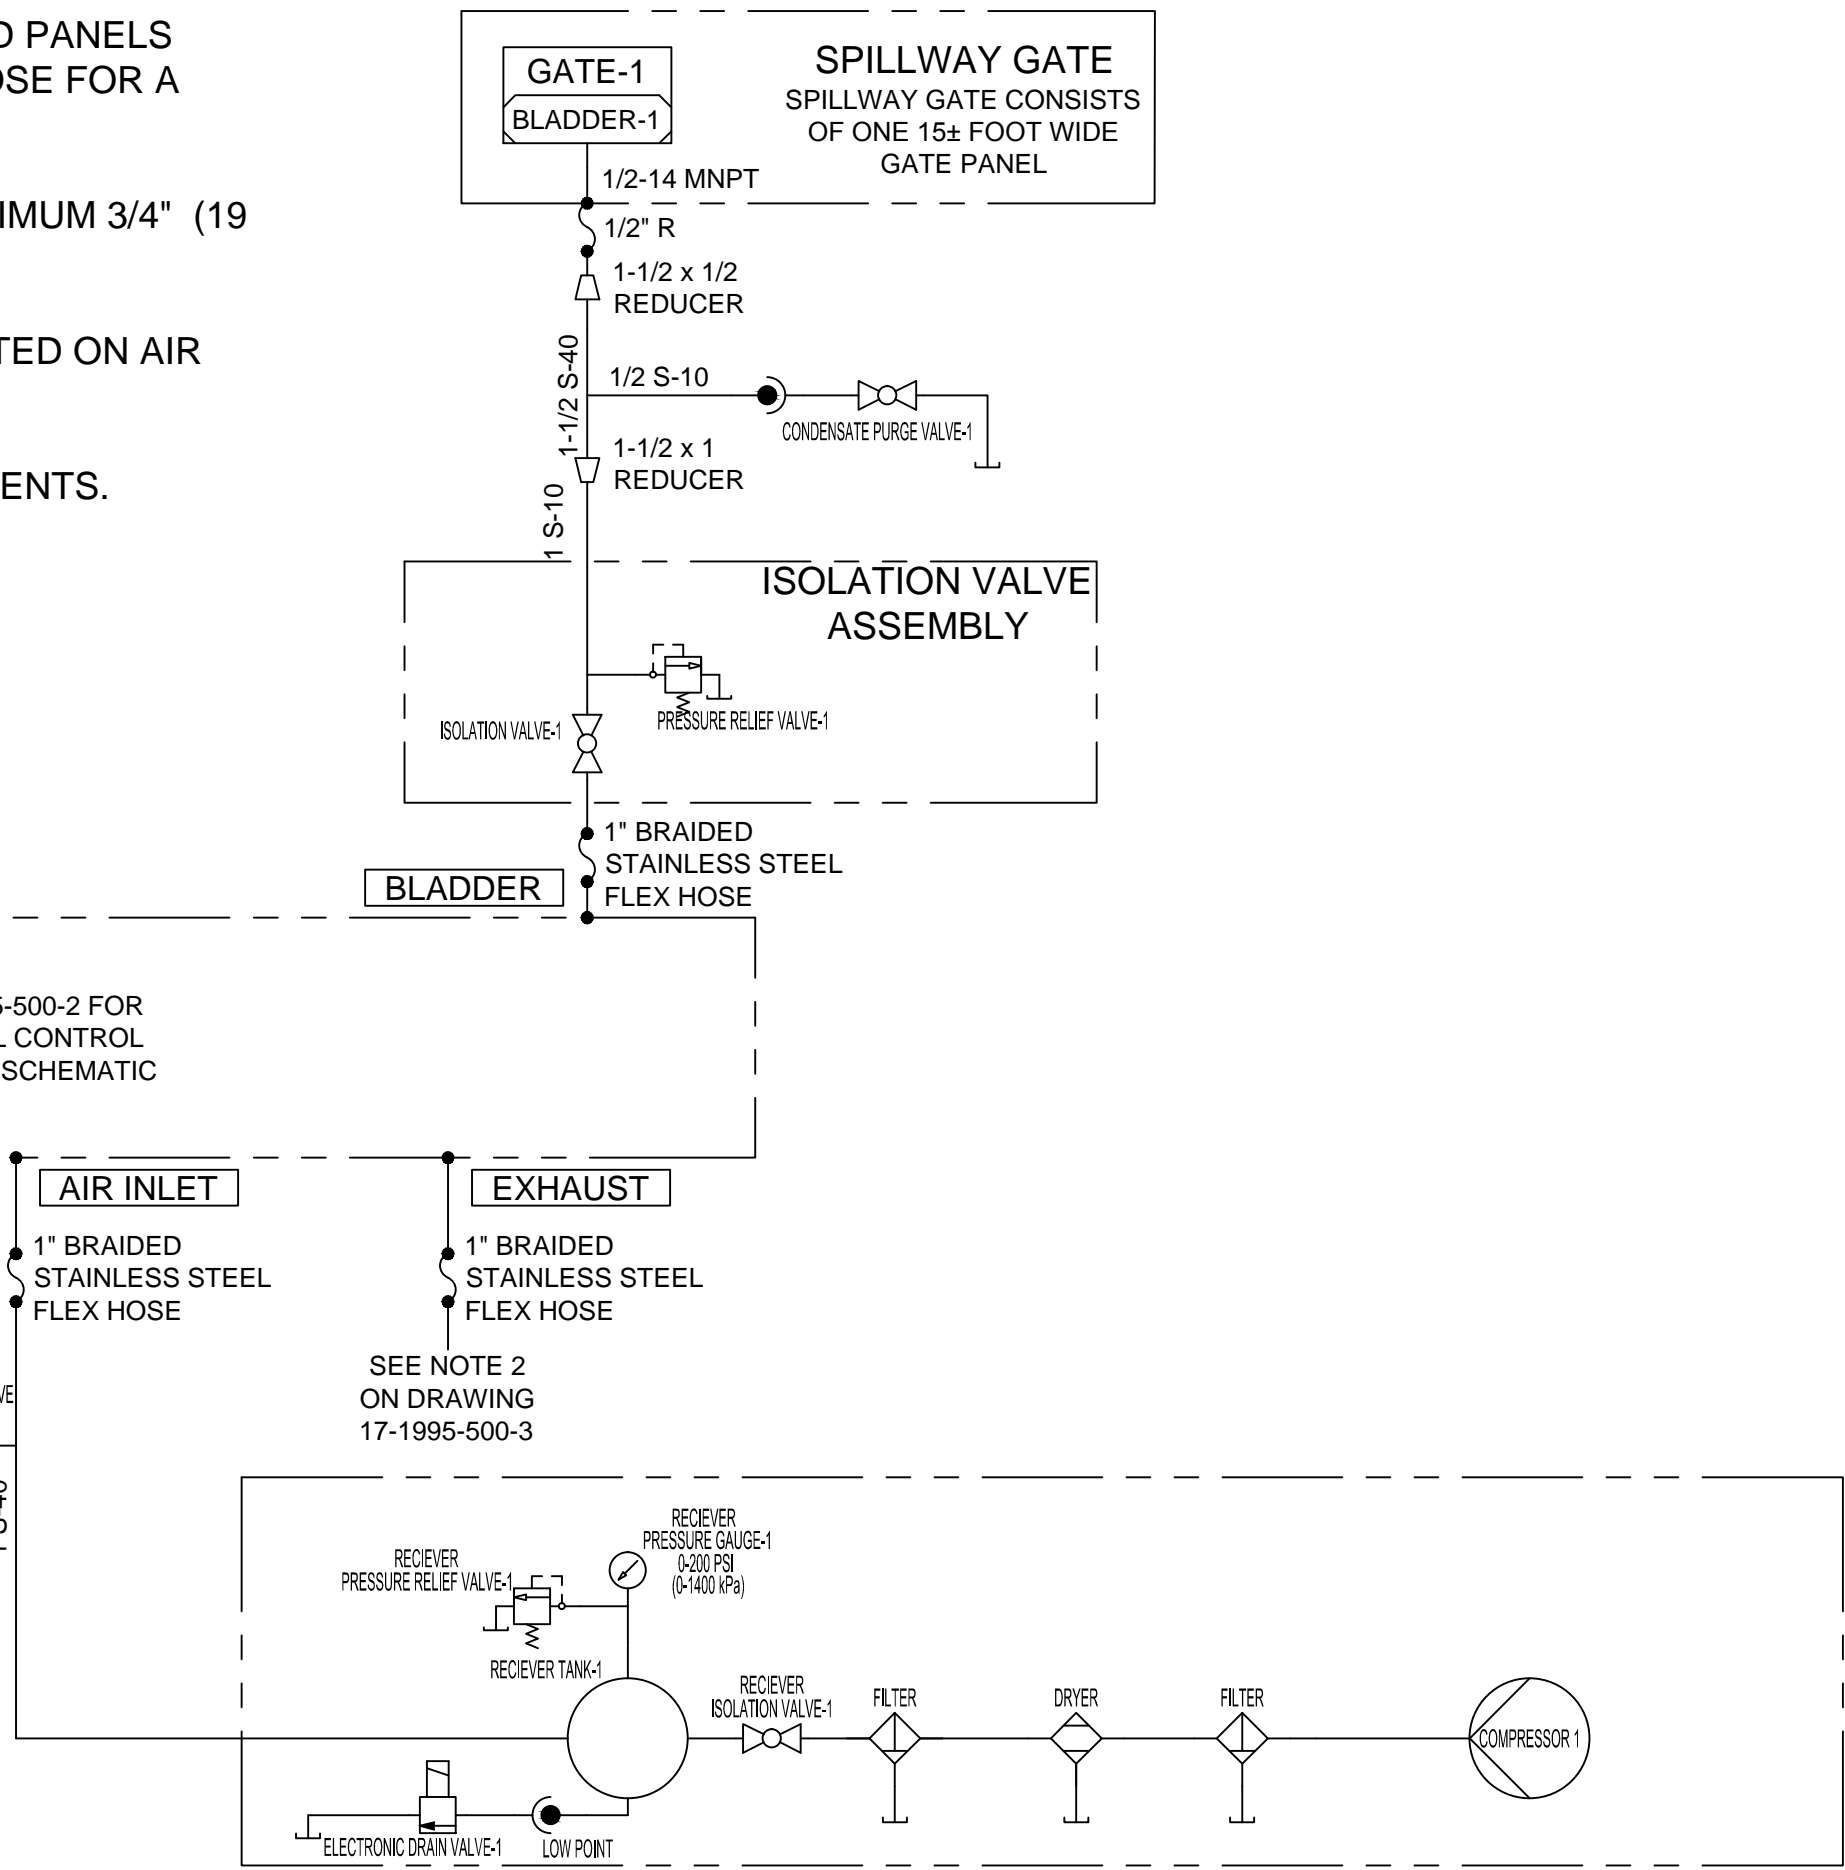 D PANELS
OSE FOR A
IMUM 3/4" (19
TED ON AIR
ENTS.
GATE-1
BLADDER-1
SPILLWAY GATE
SPILLWAY GATE CONSISTS
OF ONE 15± FOOT WIDE
GATE PANEL
1/2-14 MNPT
1/2" R
1-1/2 x 1/2
REDUCER
1-1/2 S-40
1/2 S-10
CONDENSATE PURGE VALVE-1
1-1/2 x 1
REDUCER
1 S-10
ISOLATION VALVE
ASSEMBLY
PRESSURE RELIEF VALVE-1
ISOLATION VALVE-1
1" BRAIDED
STAINLESS STEEL
FLEX HOSE
BLADDER
5-500-2 FOR
L CONTROL
SCHEMATIC
AIR INLET
EXHAUST
1" BRAIDED
STAINLESS STEEL
FLEX HOSE
1" BRAIDED
STAINLESS STEEL
FLEX HOSE
SEE NOTE 2
ON DRAWING
17-1995-500-3
VE
RECIEVER
PRESSURE GAUGE-1
0-200 PSI
(0-1400 kPa)
RECIEVER
PRESSURE RELIEF VALVE-1
RECIEVER TANK-1
RECIEVER
ISOLATION VALVE-1
FILTER
DRYER
FILTER
COMPRESSOR 1
ELECTRONIC DRAIN VALVE-1
LOW POINT